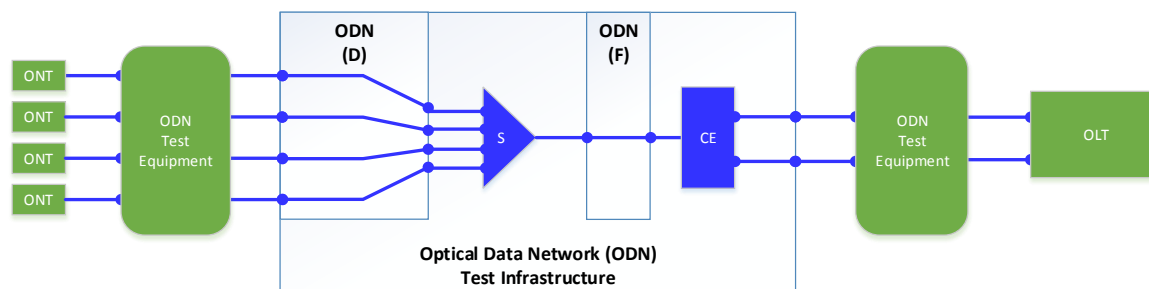 ONT
ONT
ONT
ONT
ODN
Test
Equipment
ODN
(D)
S
ODN
(F)
CE
Optical Data Network (ODN)
Test Infrastructure
ODN
Test
Equipment
OLT